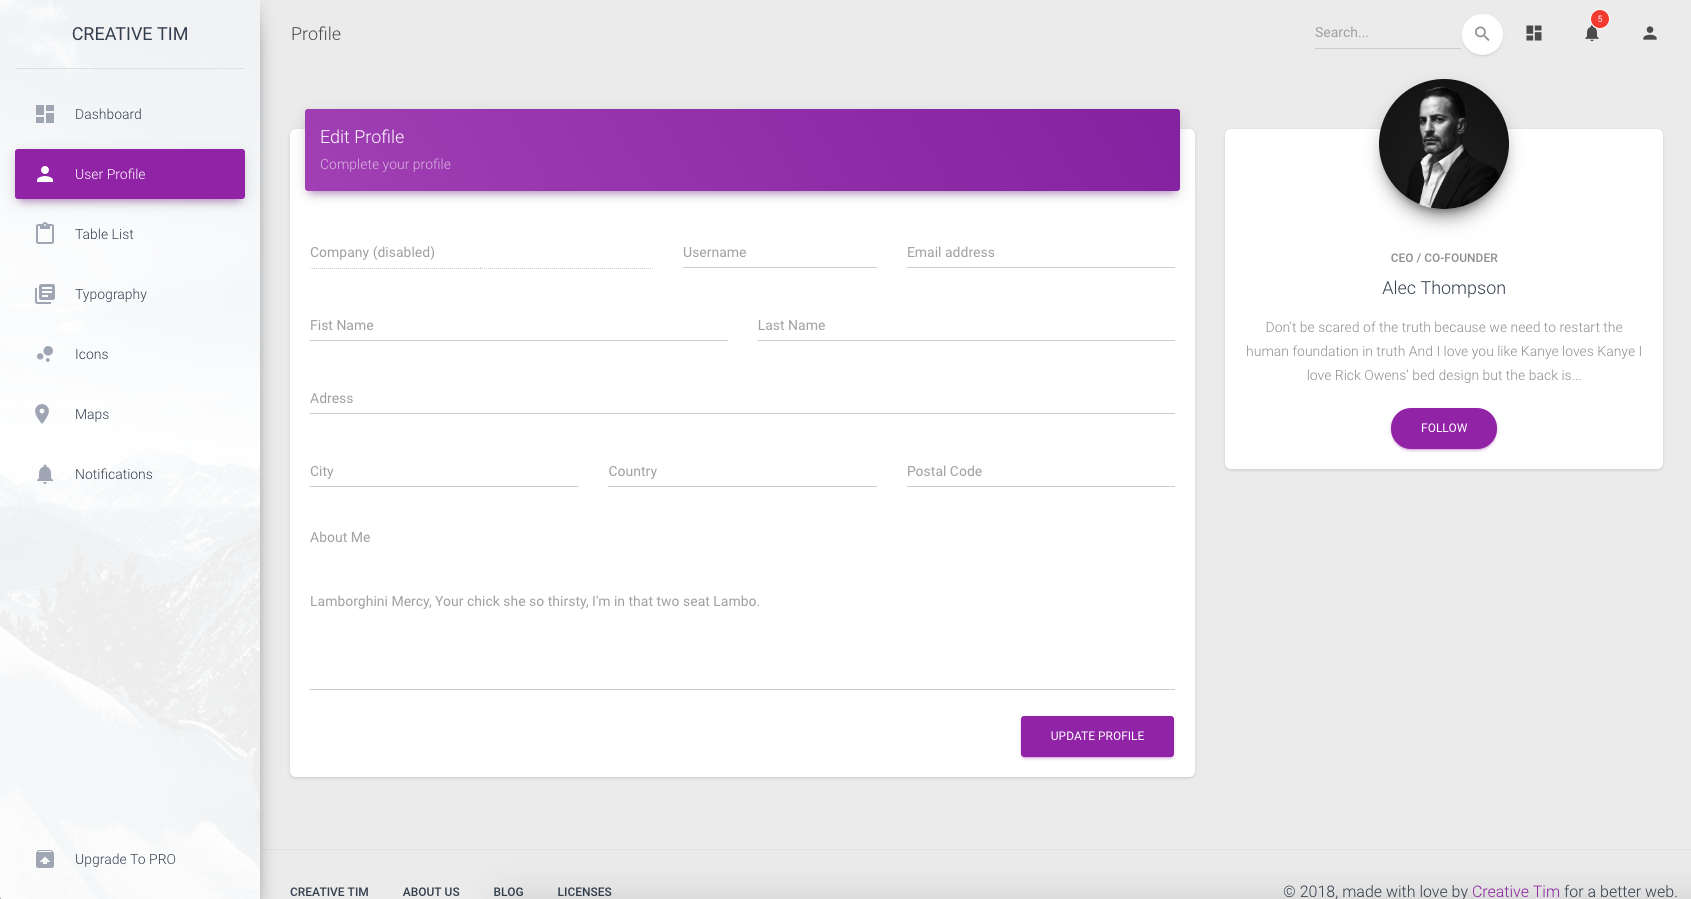 CREATIVE TIM
Dashboard
User Profile
Table List
Typography
Icons
Maps
Notifications
Upgrade To PRO
Profile
Search...
5
Edit Profile
Complete your profile
Company (disabled)
Username
Email address
Fist Name
Last Name
Adress
City
Country
Postal Code
About Me
Lamborghini Mercy, Your chick she so thirsty, I'm in that two seat Lambo.
UPDATE PROFILE
CEO / CO-FOUNDER
Alec Thompson
Don't be scared of the truth because we need to restart the
human foundation in truth And I love you like Kanye loves Kanye I
love Rick Owens’ bed design but the back is...
FOLLOW
CREATIVE TIM
ABOUT US
BLOG
LICENSES
© 2018, made with love by Creative Tim for a better web.